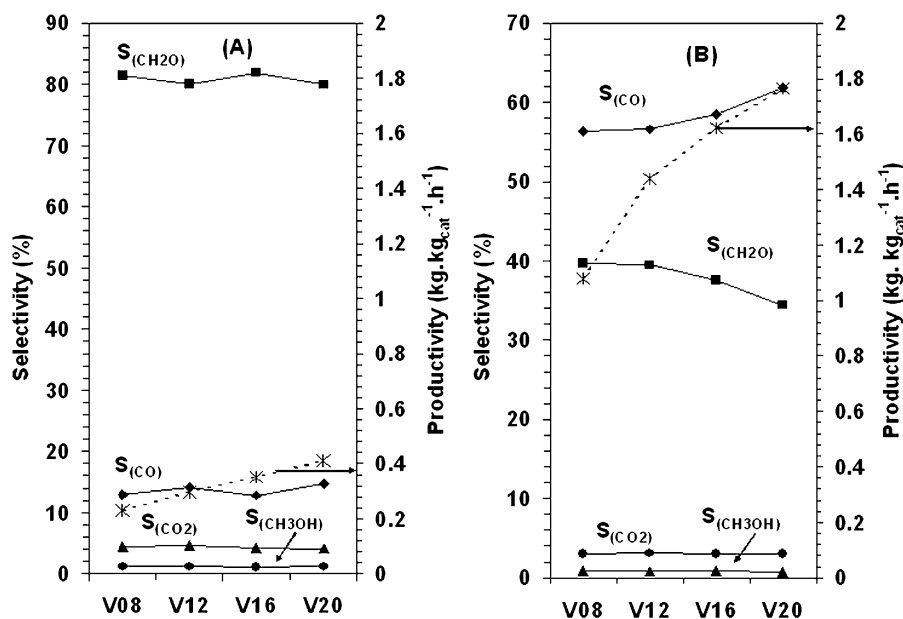 (A)
90
80
70
60
50
40
30
20
10
0
Selectivity (%)
S(CH2O)
S(CO)
S(CO2)
S(CH3OH)
V08 V12 V16 V20
2
1.8
1.6
1.4
1.2
1
0.8
0.6
0.4
0.2
0
Productivity (kg.kgcat-1.h-1)
(B)
70
60
50
40
30
20
10
0
Selectivity (%)
S(CO)
S(CH2O)
S(CO2)
S(CH3OH)
V08 V12 V16 V20
2
1.8
1.6
1.4
1.2
1
0.8
0.6
0.4
0.2
0
Productivity (kg. kgcat-1.h-1)